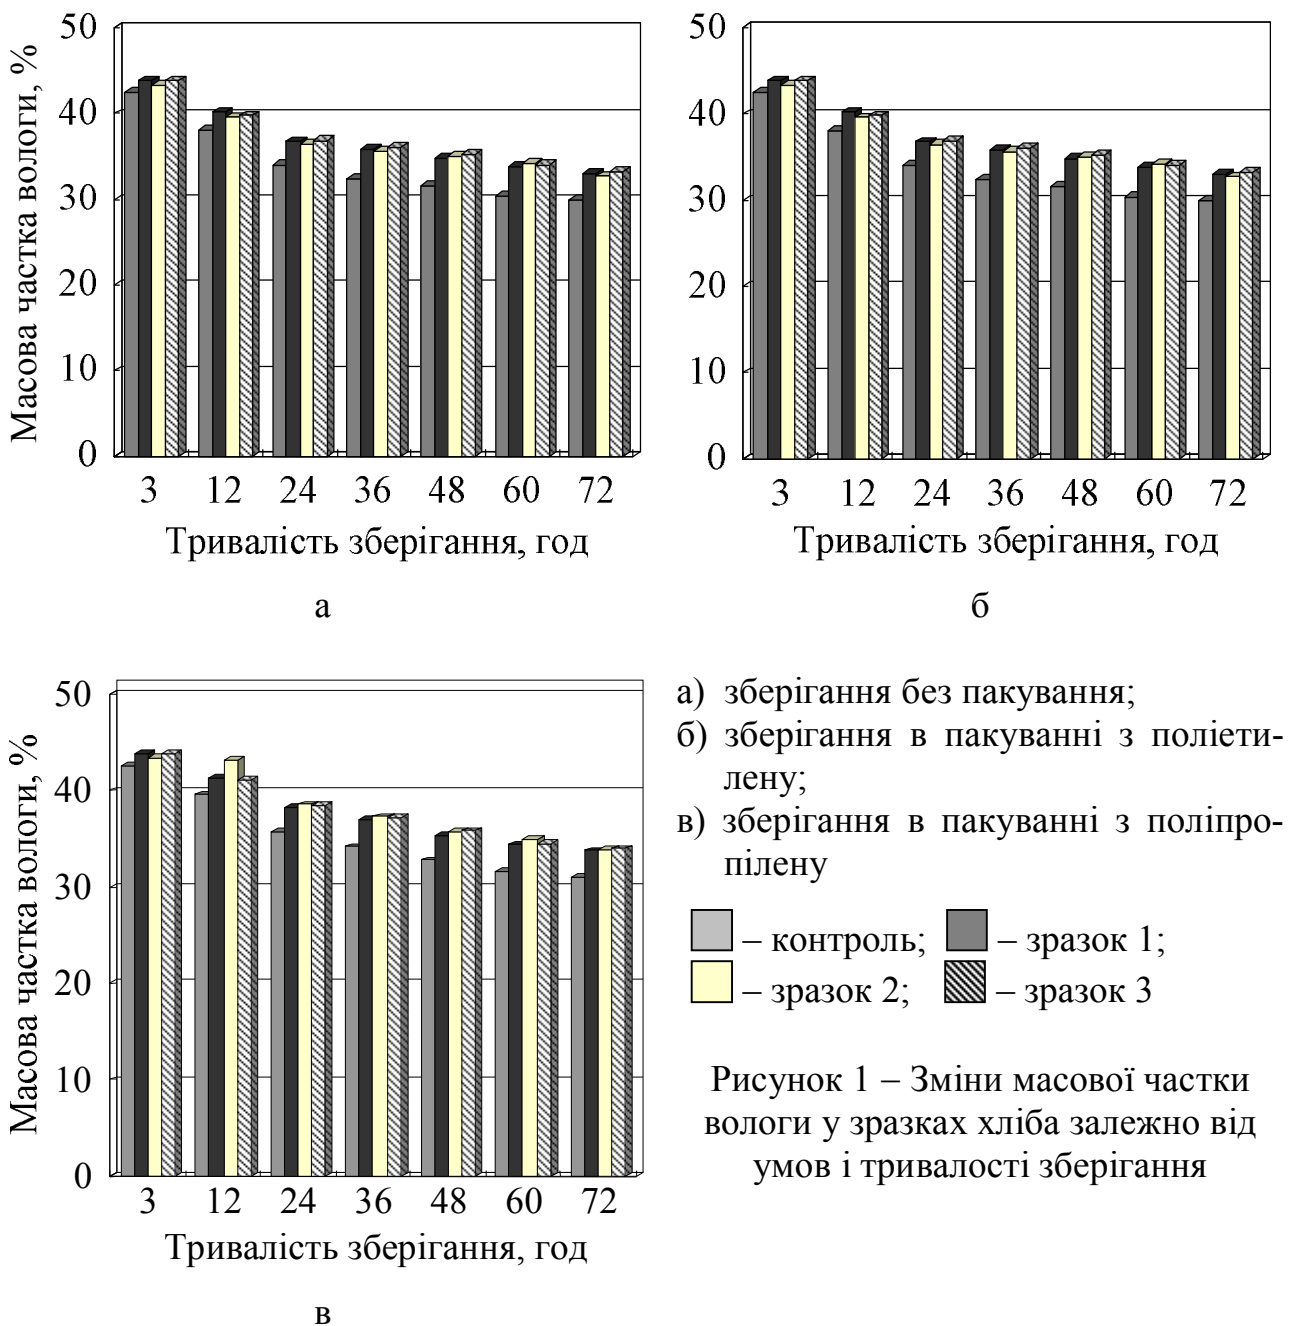 Масова частка вологи, %
50
40
30
20
10
0
3 12 24 36 48 60 72
Тривалість зберігання, год
а
Масова частка вологи, %
50
40
30
20
10
0
3 12 24 36 48 60 72
Тривалість зберігання, год
б
Масова частка вологи, %
50
40
30
20
10
0
3 12 24 36 48 60 72
Тривалість зберігання, год
в
а) зберігання без пакування;
б) зберігання в пакуванні з поліети-
лену;
в) зберігання в пакуванні з поліпро-
пілену
– контроль; – зразок 1;
– зразок 2; – зразок 3
Рисунок 1 – Зміни масової частки
вологи у зразках хліба залежно від
умов і тривалості зберігання